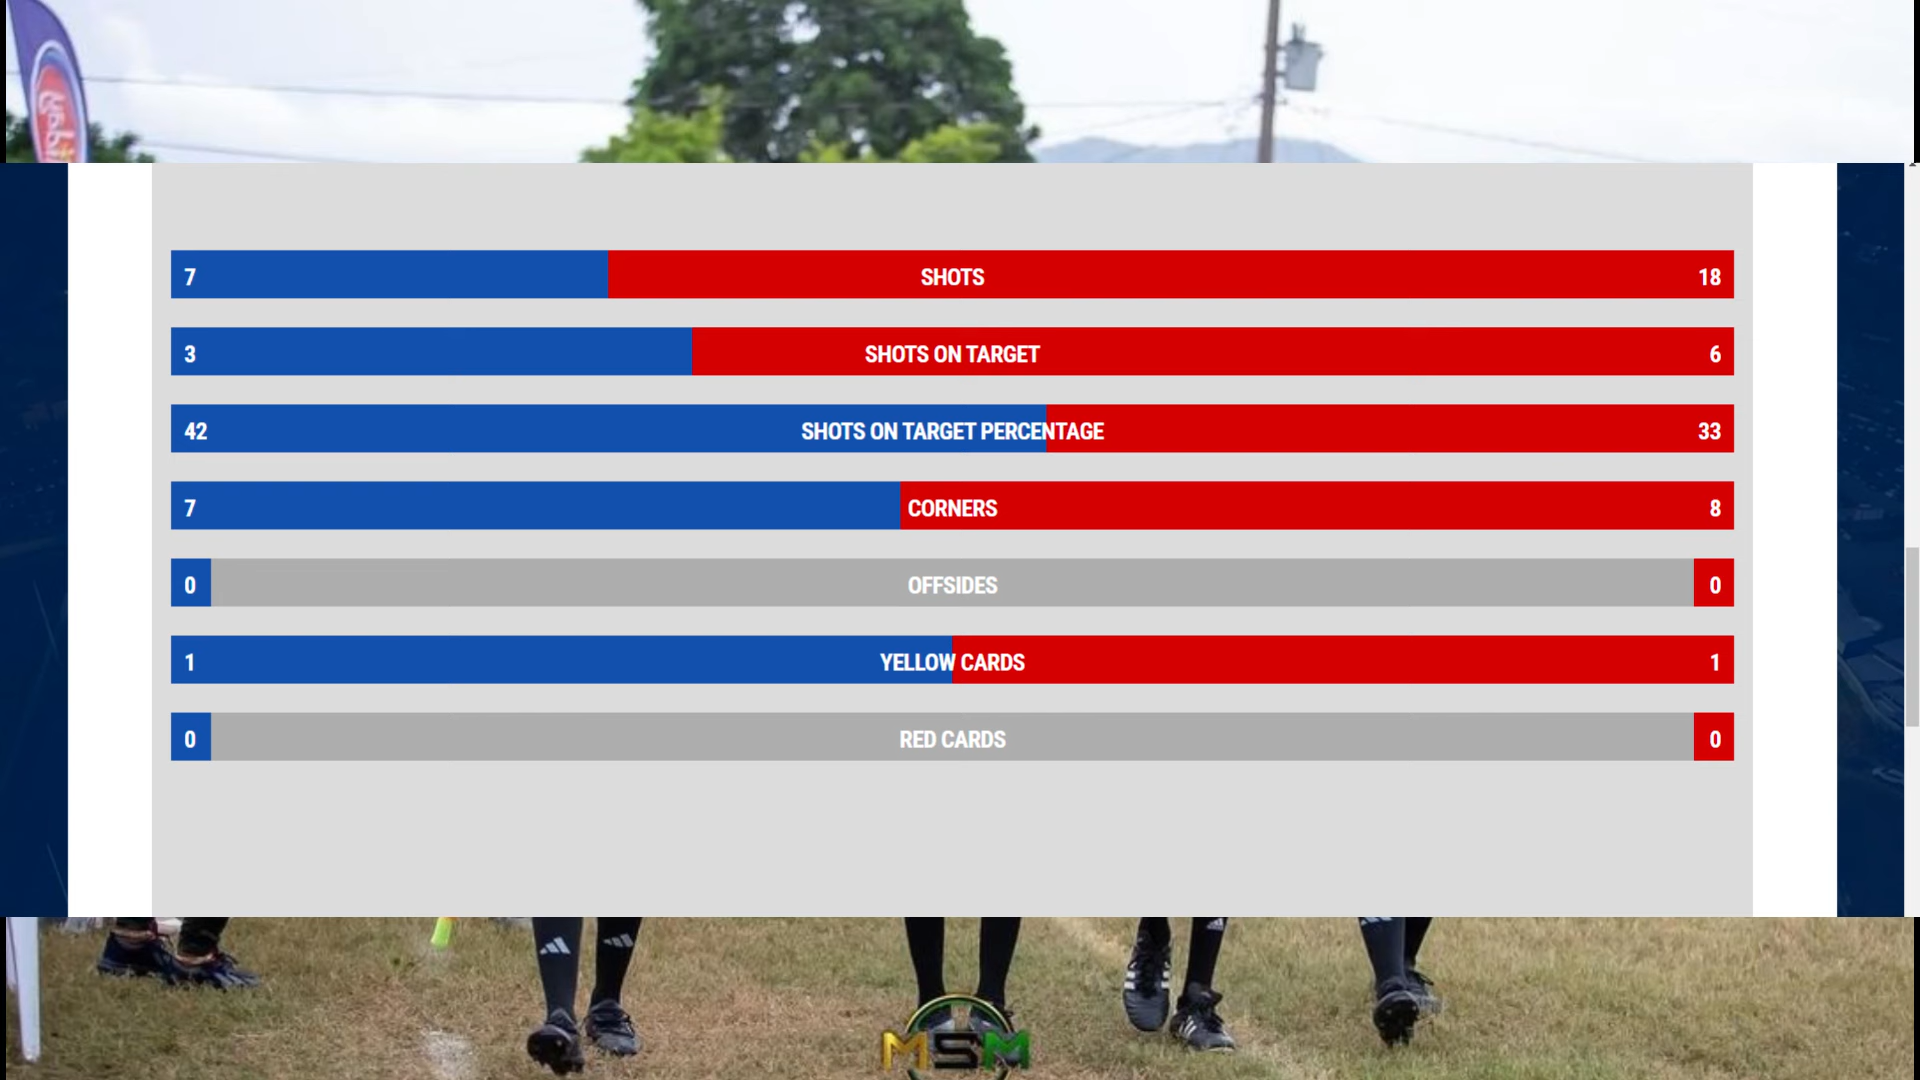 7 SHOTS 18
3 SHOTS ON TARGET 6
42 SHOTS ON TARGET PERCENTAGE 33
7 CORNERS 8
0 OFFSIDES 0
1 YELLOW CARDS 1
0 RED CARDS 0
MSM